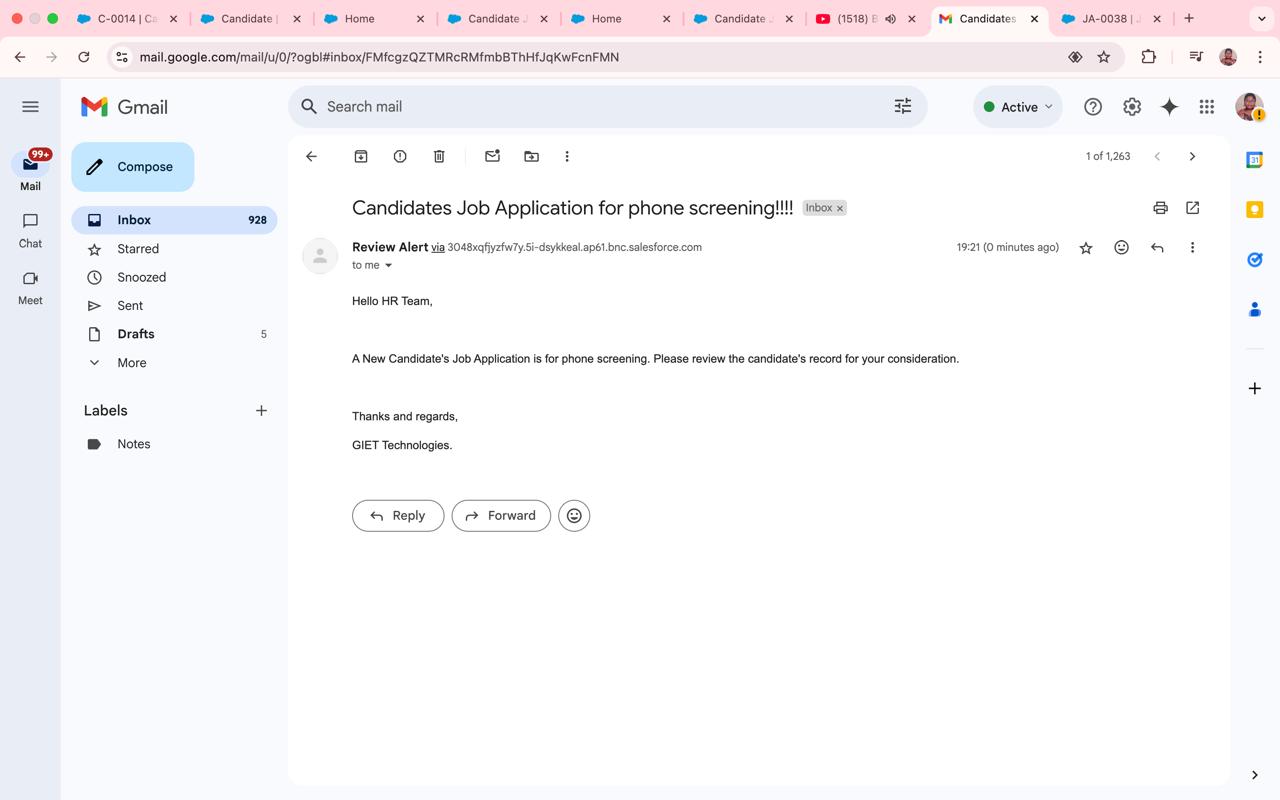 C-0014 | Ca
Candidate |
Home
Candidate J
Home
Candidate J
(1518) B
Candidates
JA-0038 | J
mail.google.com/mail/u/0/?ogbl#inbox/FMfcgzQZTMRcRMfmbBThHfJqKwFcnFMN
Gmail
Search mail
Active
99+
Mail
Chat
Meet
Compose
Inbox 928
Starred
Snoozed
Sent
Drafts 5
More
Labels
Notes
1 of 1,263
31
Candidates Job Application for phone screening!!!! Inbox x
Review Alert via 3048xqfjyzfw7y.5i-dsykkeal.ap61.bnc.salesforce.com 19:21 (0 minutes ago)
to me
Hello HR Team,
A New Candidate's Job Application is for phone screening. Please review the candidate's record for your consideration.
Thanks and regards,
GIET Technologies.
Reply
Forward